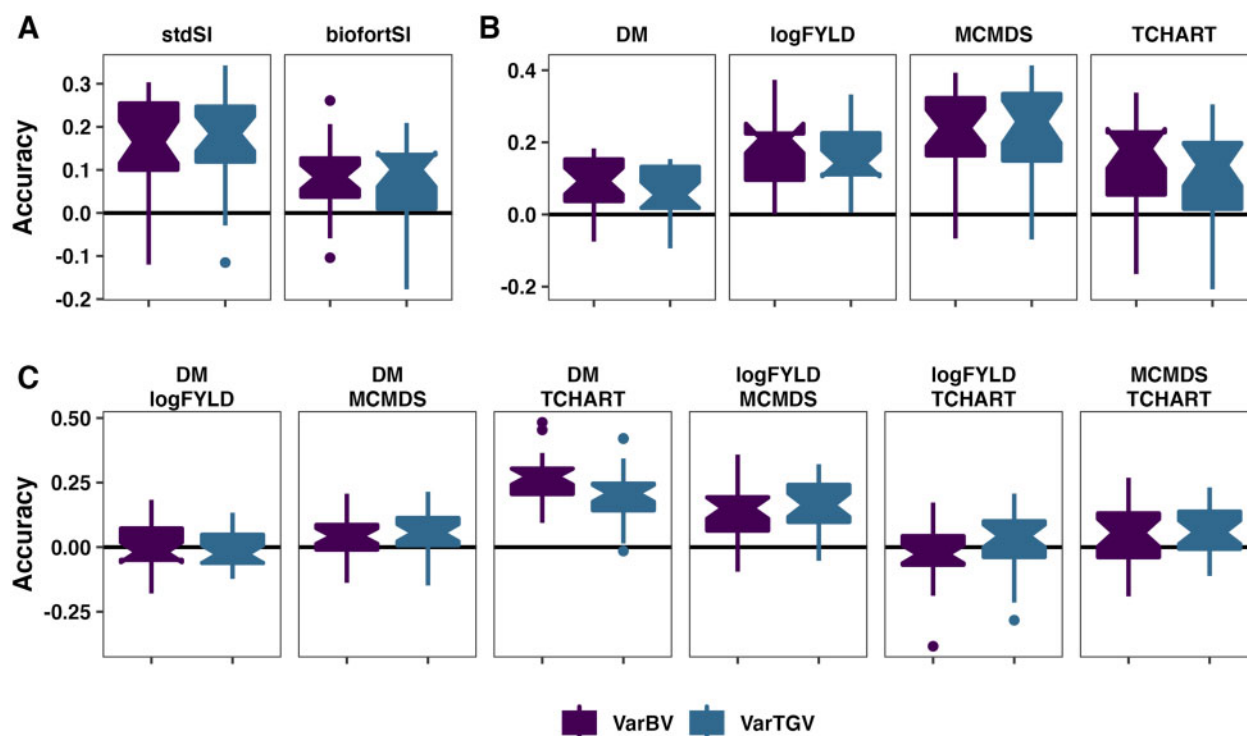 A
stdSI biofortSI
B
DM logFYLD MCMDS TCHART
Accuracy
0.3
0.2
0.1
0.0
-0.1
-0.2
0.4
0.2
0.0
-0.2
C
DM DM DM logFYLD logFYLD MCMDS
logFYLD MCMDS TCHART MCMDS TCHART TCHART
Accuracy
0.50
0.25
0.00
-0.25
VarBV VarTGV